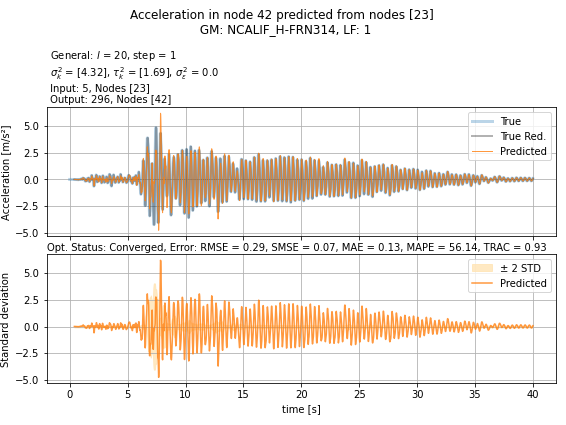 Acceleration in node 42 predicted from nodes [23]
GM: NCALIF_H-FRN314, LF: 1
General: l = 20, step = 1
σ²ₖ = [4.32], τ²ₖ = [1.69], σ²ε = 0.0
Input: 5, Nodes [23]
Output: 296, Nodes [42]
Acceleration [m/s²]
5.0
2.5
0.0
−2.5
−5.0
True
True Red.
Predicted
Opt. Status: Converged, Error: RMSE = 0.29, SMSE = 0.07, MAE = 0.13, MAPE = 56.14, TRAC = 0.93
Standard deviation
5.0
2.5
0.0
−2.5
−5.0
± 2 STD
Predicted
0 5 10 15 20 25 30 35 40
time [s]